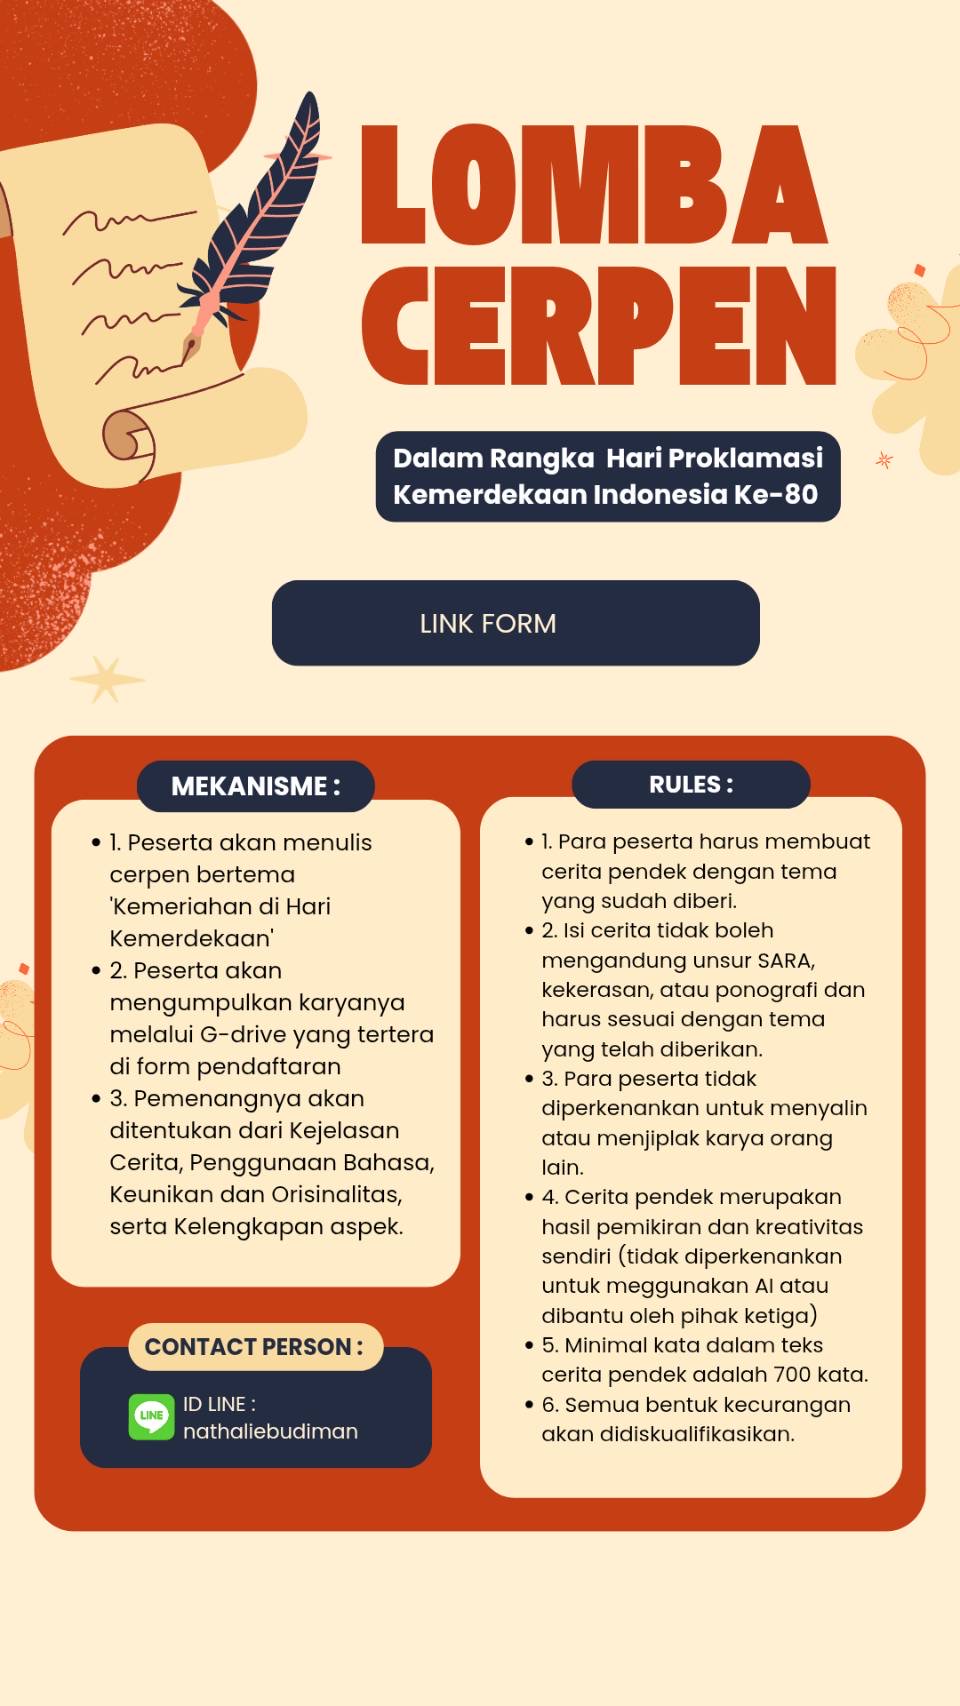 LOMBA
CERPEN
Dalam Rangka Hari Proklamasi
Kemerdekaan Indonesia Ke-80
LINK FORM
MEKANISME :
• 1. Peserta akan menulis
cerpen bertema
'Kemeriahan di Hari
Kemerdekaan'
• 2. Peserta akan
mengumpulkan karyanya
melalui G-drive yang tertera
di form pendaftaran
• 3. Pemenangnya akan
ditentukan dari Kejelasan
Cerita, Penggunaan Bahasa,
Keunikan dan Orisinalitas,
serta Kelengkapan aspek.
CONTACT PERSON :
LINE
ID LINE :
nathaliebudiman
RULES :
• 1. Para peserta harus membuat
cerita pendek dengan tema
yang sudah diberi.
• 2. Isi cerita tidak boleh
mengandung unsur SARA,
kekerasan, atau ponografi dan
harus sesuai dengan tema
yang telah diberikan.
• 3. Para peserta tidak
diperkenankan untuk menyalin
atau menjiplak karya orang
lain.
• 4. Cerita pendek merupakan
hasil pemikiran dan kreativitas
sendiri (tidak diperkenankan
untuk meggunakan AI atau
dibantu oleh pihak ketiga)
• 5. Minimal kata dalam teks
cerita pendek adalah 700 kata.
• 6. Semua bentuk kecurangan
akan didiskualifikasikan.